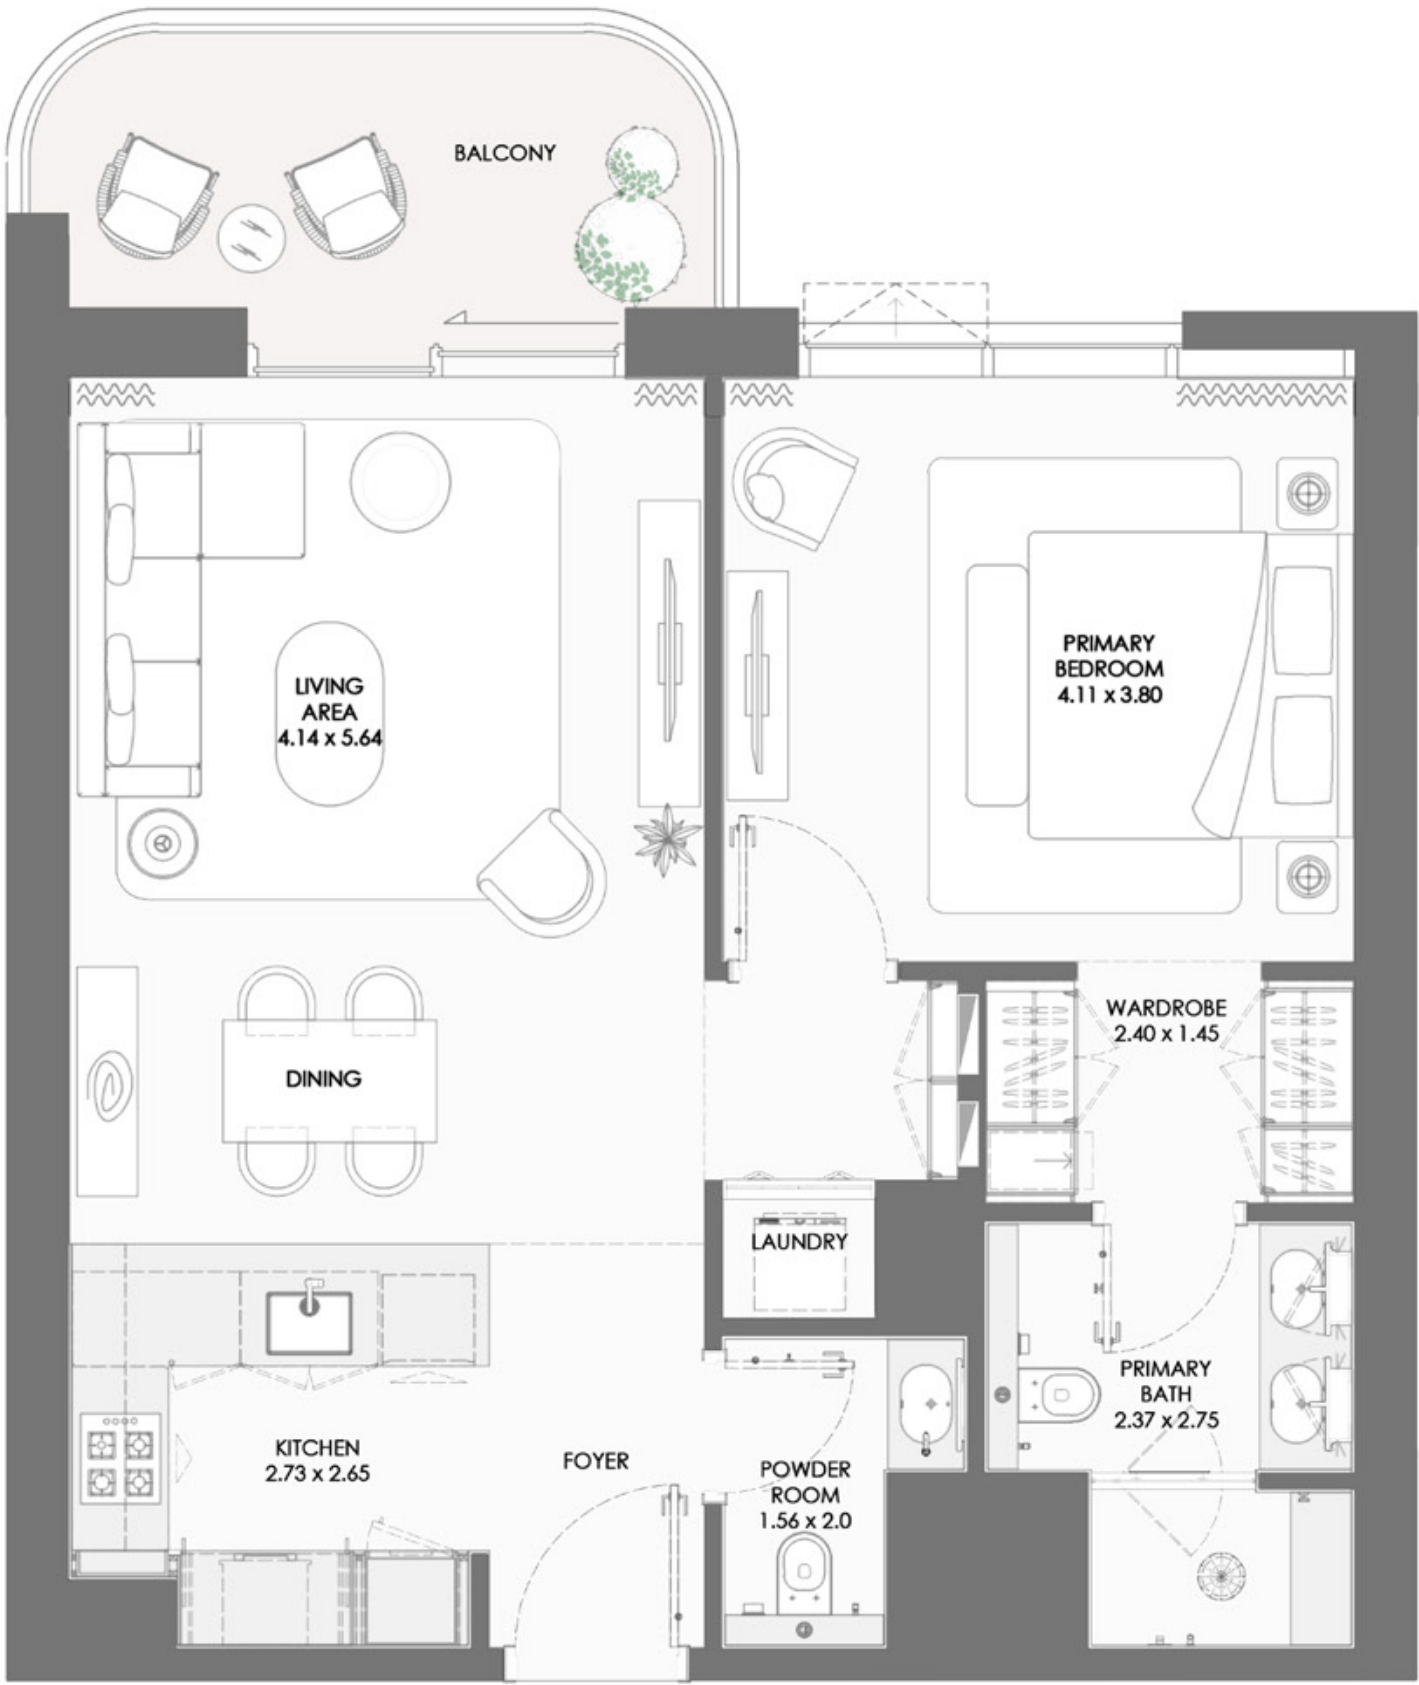 BALCONY
LIVING
AREA
4.14 x 5.64
PRIMARY
BEDROOM
4.11 x 3.80
DINING
WARDROBE
2.40 x 1.45
LAUNDRY
KITCHEN
2.73 x 2.65
FOYER
POWDER
ROOM
1.56 x 2.0
PRIMARY
BATH
2.37 x 2.75